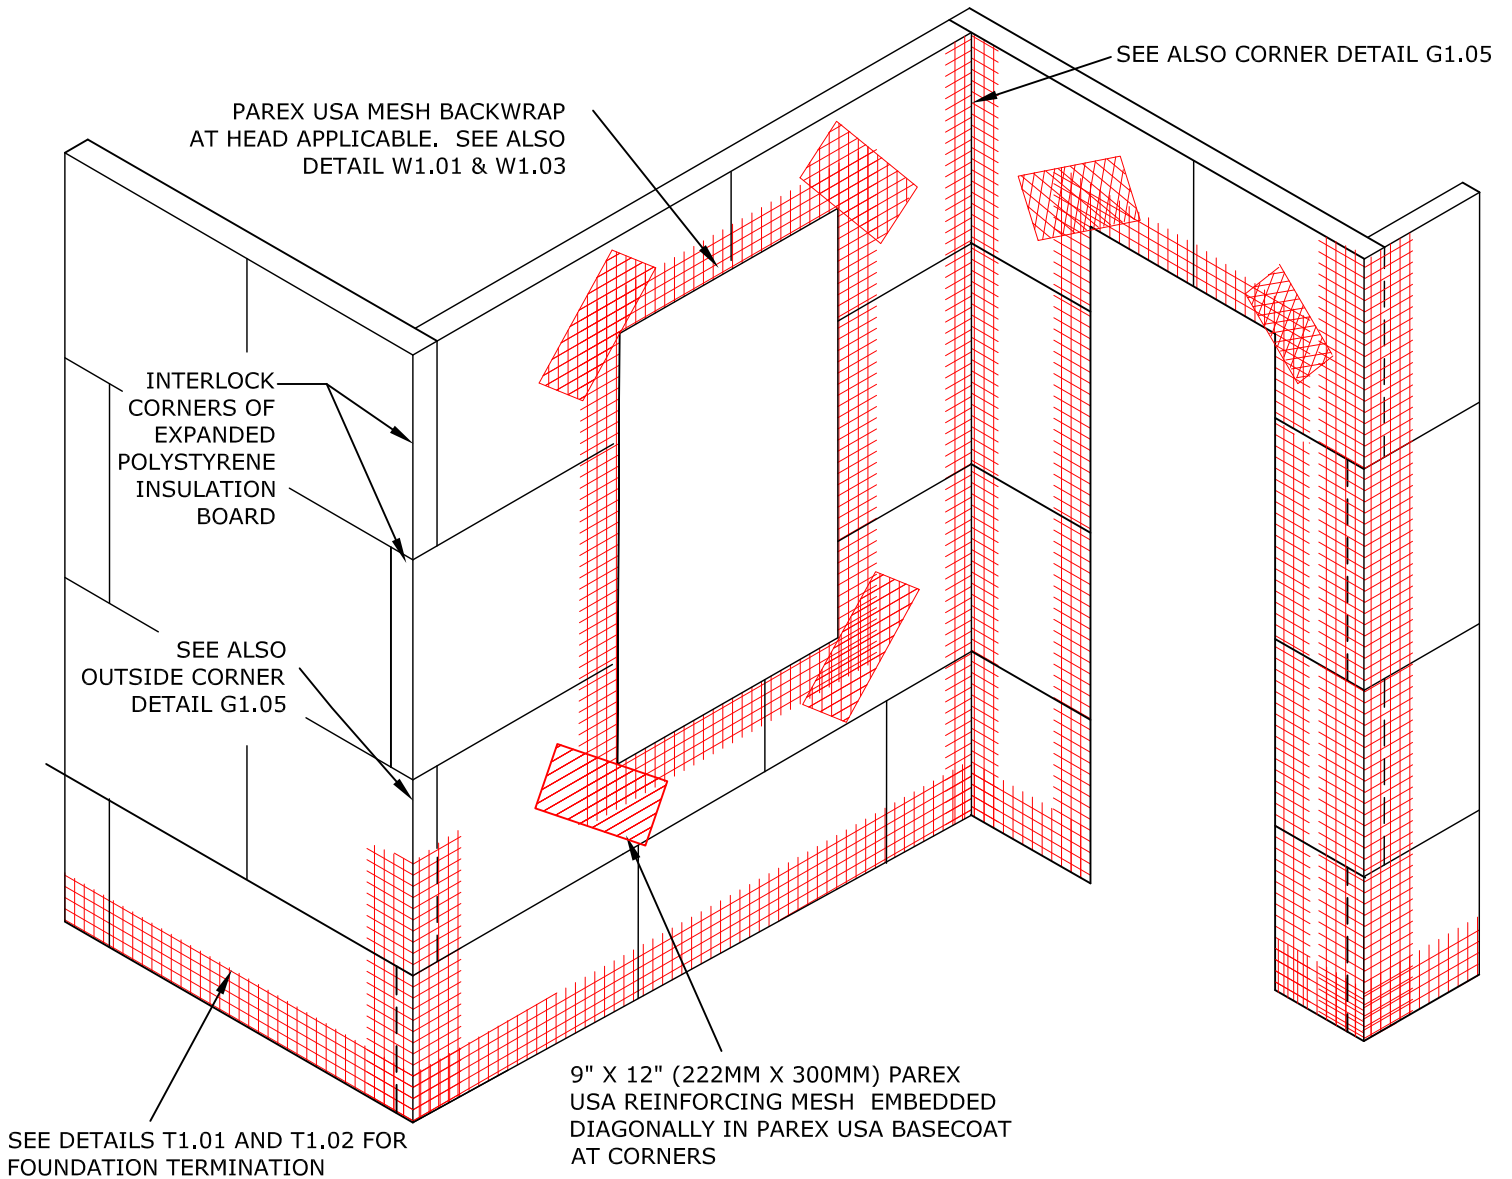 SEE ALSO CORNER DETAIL G1.05
PAREX USA MESH BACKWRAP
AT HEAD APPLICABLE.  SEE ALSO
DETAIL W1.01 & W1.03
INTERLOCK
CORNERS OF
EXPANDED
POLYSTYRENE
INSULATION
BOARD
SEE ALSO
OUTSIDE CORNER
DETAIL G1.05
9" X 12" (222MM X 300MM) PAREX
USA REINFORCING MESH  EMBEDDED
DIAGONALLY IN PAREX USA BASECOAT
AT CORNERS
SEE DETAILS T1.01 AND T1.02 FOR
FOUNDATION TERMINATION